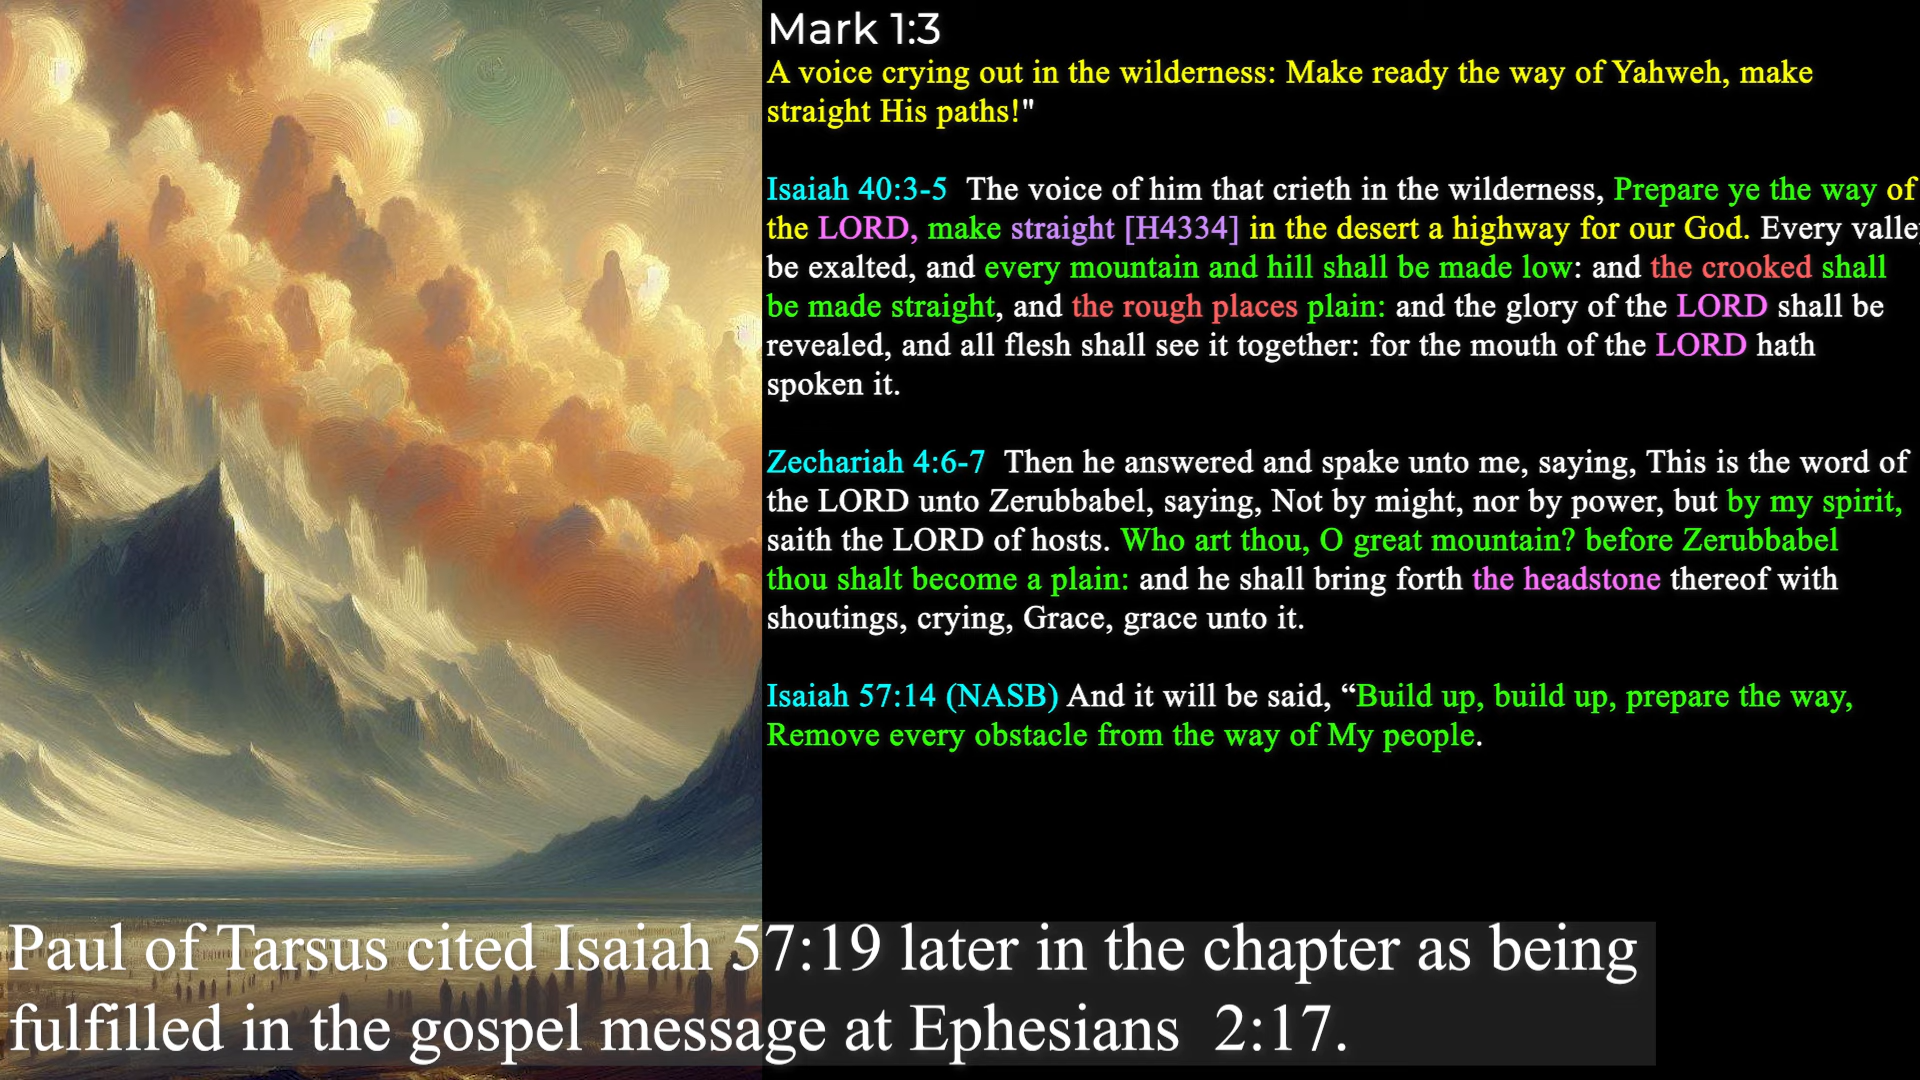 Mark 1:3
A voice crying out in the wilderness: Make ready the way of Yahweh, make
straight His paths!"
Isaiah 40:3-5 The voice of him that crieth in the wilderness, Prepare ye the way of
the LORD, make straight [H4334] in the desert a highway for our God. Every valle
be exalted, and every mountain and hill shall be made low: and the crooked shall
be made straight, and the rough places plain: and the glory of the LORD shall be
revealed, and all flesh shall see it together: for the mouth of the LORD hath
spoken it.
Zechariah 4:6-7 Then he answered and spake unto me, saying, This is the word of
the LORD unto Zerubbabel, saying, Not by might, nor by power, but by my spirit,
saith the LORD of hosts. Who art thou, O great mountain? before Zerubbabel
thou shalt become a plain: and he shall bring forth the headstone thereof with
shoutings, crying, Grace, grace unto it.
Isaiah 57:14 (NASB) And it will be said, “Build up, build up, prepare the way,
Remove every obstacle from the way of My people.
Paul of Tarsus cited Isaiah 57:19 later in the chapter as being
fulfilled in the gospel message at Ephesians 2:17.